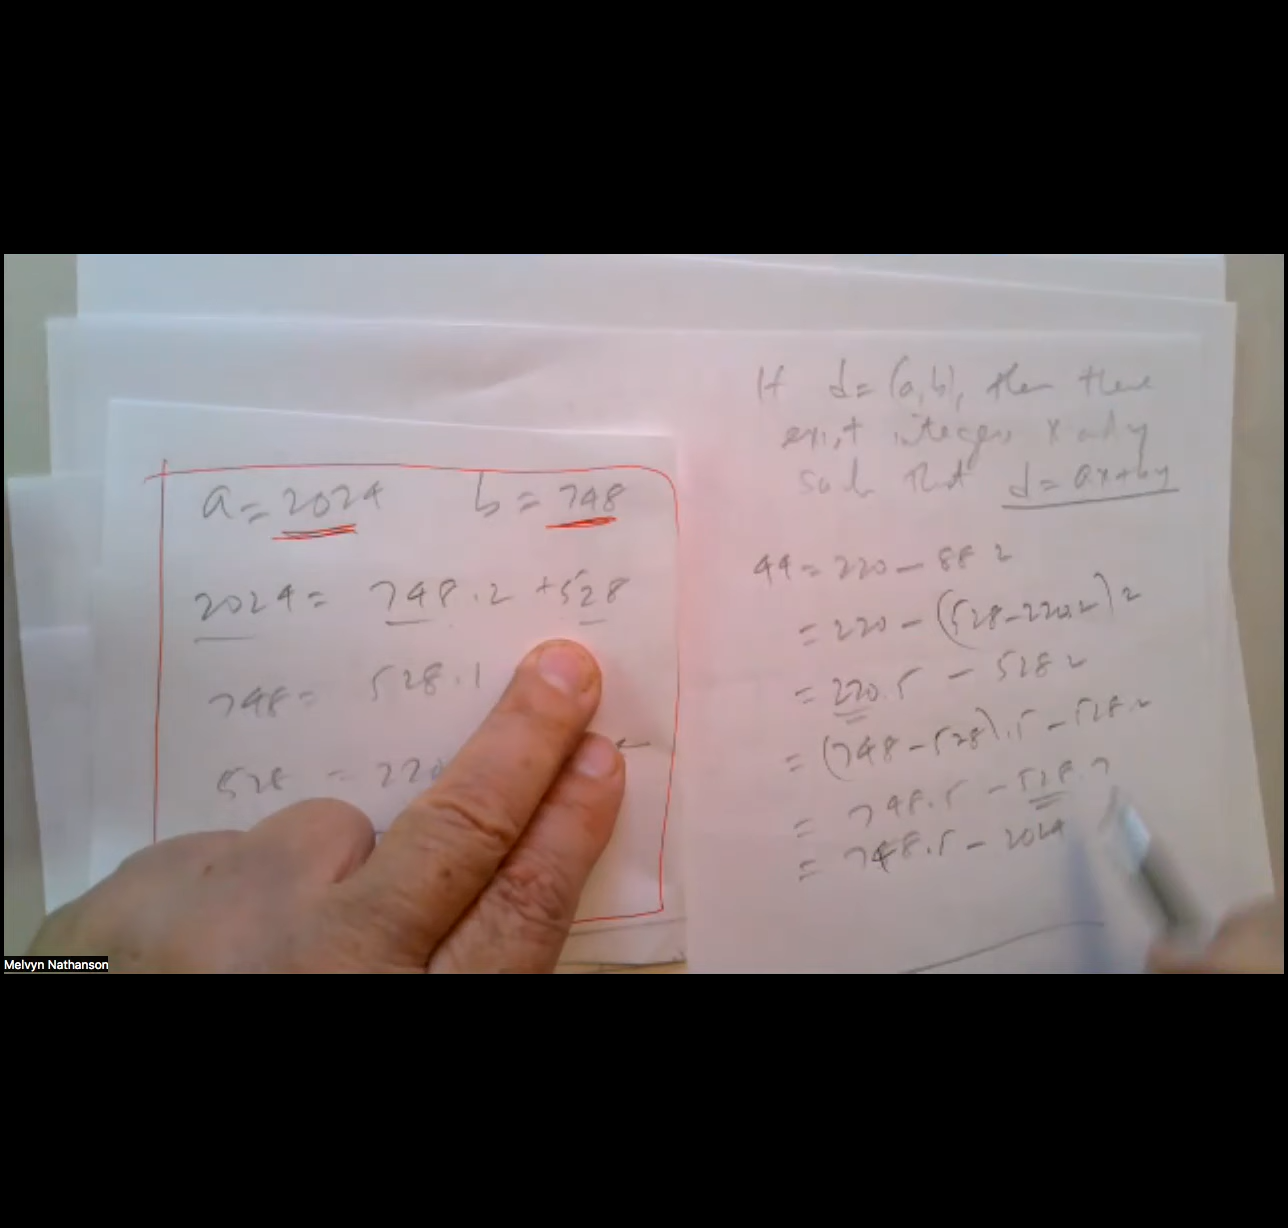 a = 2024 b = 748
2024 = 748 . 2 + 528
748 = 528 . 1
528 = 220
If d = (a, b), then there
exist integers x and y
such that d = ax + by
44 = 220 - 88 2
= 220 - (528 - 220.2) 2
= 220.5 - 528 2
= (748 - 528).5 - 528.2
= 748.5 - 528.7
= 748.5 - 2024
Melvyn Nathanson